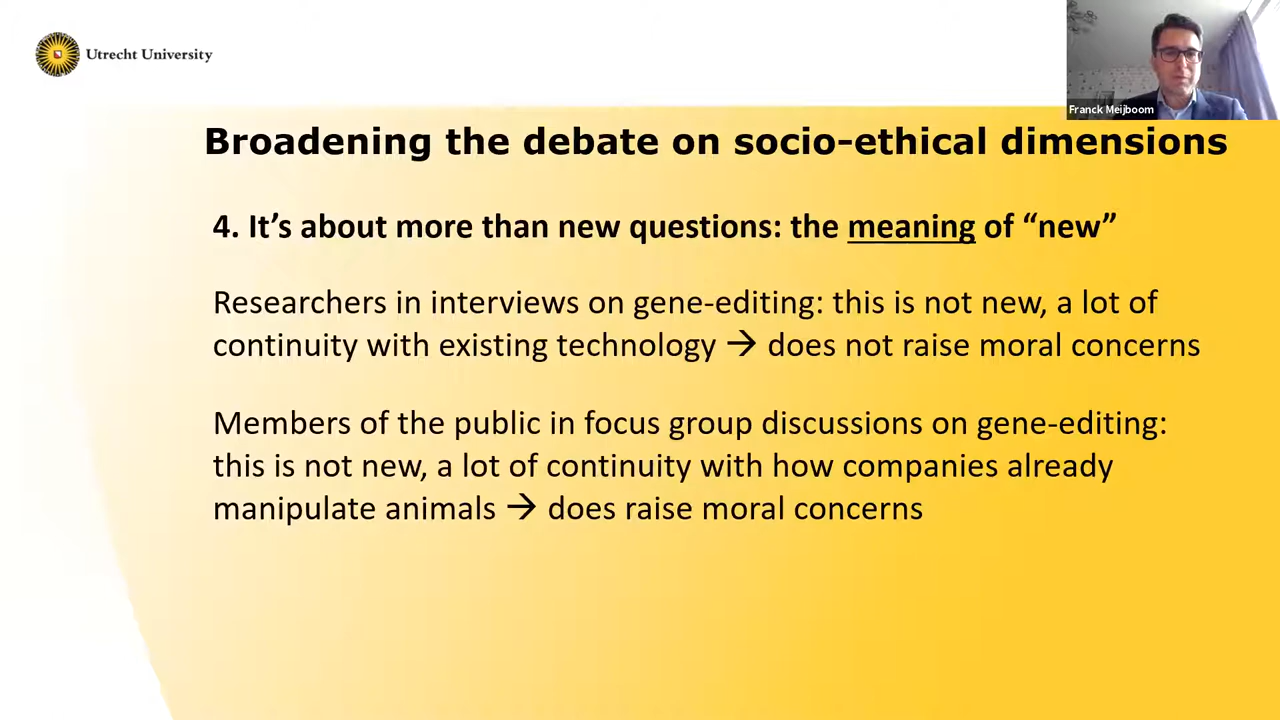 Utrecht University
Franck Meijboom
Broadening the debate on socio-ethical dimensions
4. It’s about more than new questions: the meaning of “new”
Researchers in interviews on gene-editing: this is not new, a lot of
continuity with existing technology → does not raise moral concerns
Members of the public in focus group discussions on gene-editing:
this is not new, a lot of continuity with how companies already
manipulate animals → does raise moral concerns